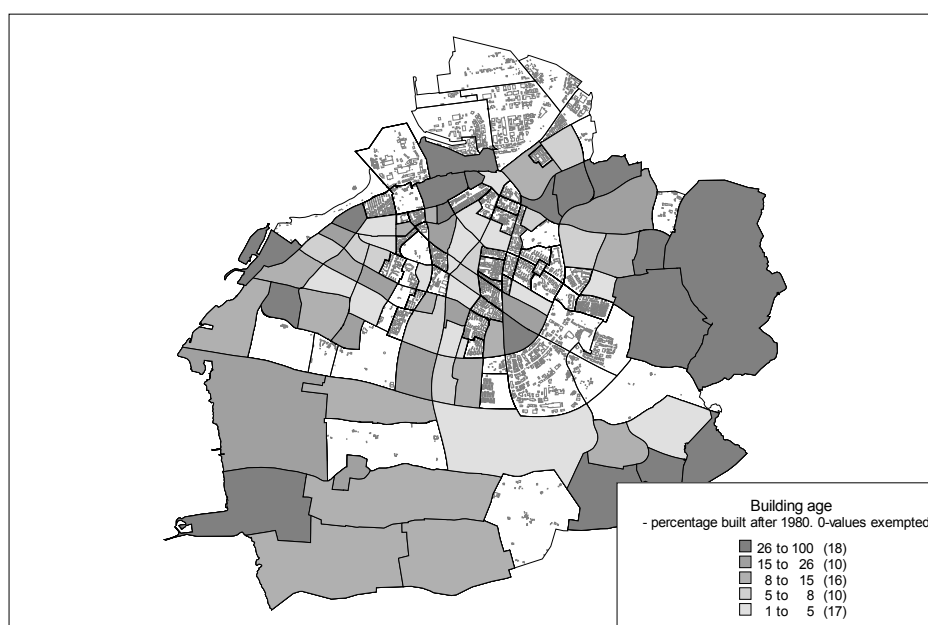 Building age
- percentage built after 1980. 0-values exempted
26 to 100 (18)
15 to 26 (10)
8 to 15 (16)
5 to 8 (10)
1 to 5 (17)